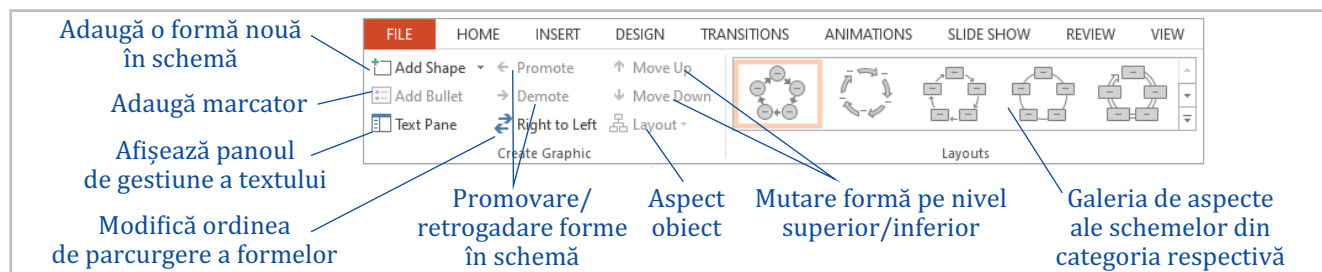 Adaugă o formă nouă
în schemă
Adaugă marcator
Afișează panoul
de gestiune a textului
Modifică ordinea
de parcurgere a formelor
FILE HOME INSERT DESIGN TRANSITIONS ANIMATIONS SLIDE SHOW REVIEW VIEW
Add Shape Promote Move Up
Add Bullet Demote Move Down
Text Pane Right to Left Layout
Create Graphic Layouts
Promovare/
retrogadare forme
în schemă
Aspect
obiect
Mutare formă pe nivel
superior/inferior
Galeria de aspecte
ale schemelor din
categoria respectivă